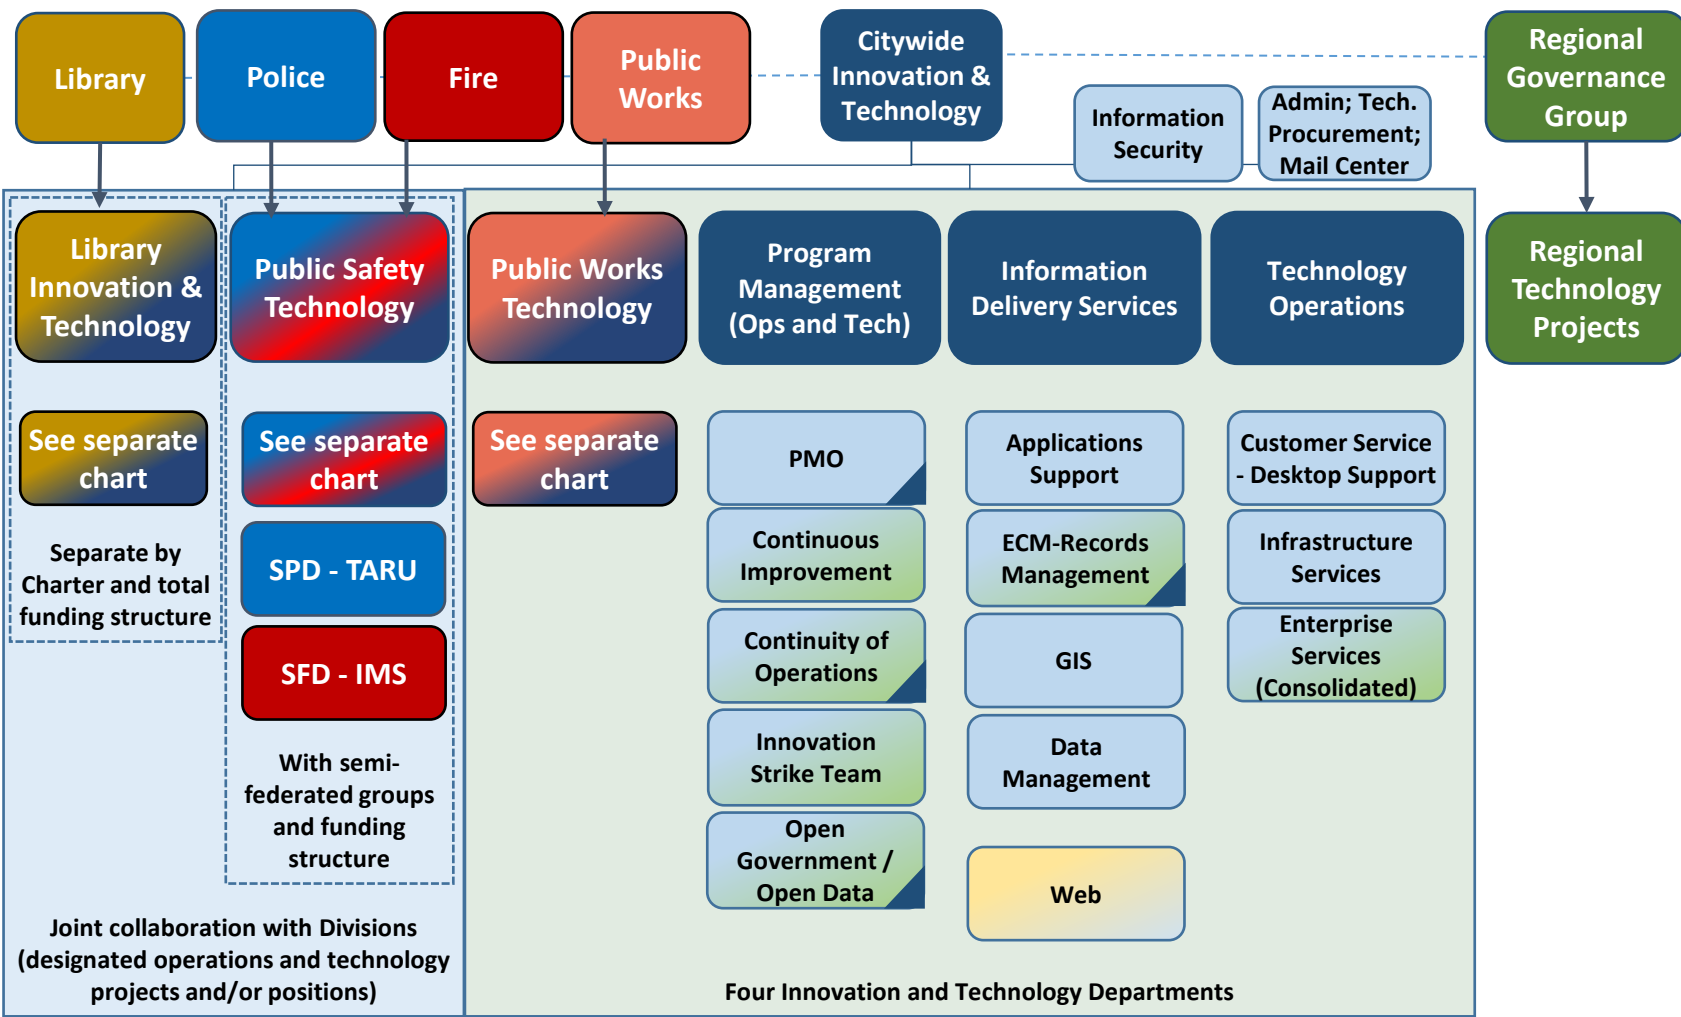 Library
Police
Fire
Public
Works
Citywide
Innovation &
Technology
Information
Security
Admin; Tech.
Procurement;
Mail Center
Regional
Governance
Group
Library
Innovation &
Technology
Public Safety
Technology
Public Works
Technology
Program
Management
(Ops and Tech)
Information
Delivery Services
Technology
Operations
Regional
Technology
Projects
See separate
chart
Separate by
Charter and total
funding structure
See separate
chart
SPD - TARU
SFD - IMS
With semi-
federated groups
and funding
structure
See separate
chart
PMO
Continuous
Improvement
Continuity of
Operations
Innovation
Strike Team
Open
Government /
Open Data
Applications
Support
ECM-Records
Management
GIS
Data
Management
Web
Customer Service
- Desktop Support
Infrastructure
Services
Enterprise
Services
(Consolidated)
Joint collaboration with Divisions
(designated operations and technology
projects and/or positions)
Four Innovation and Technology Departments